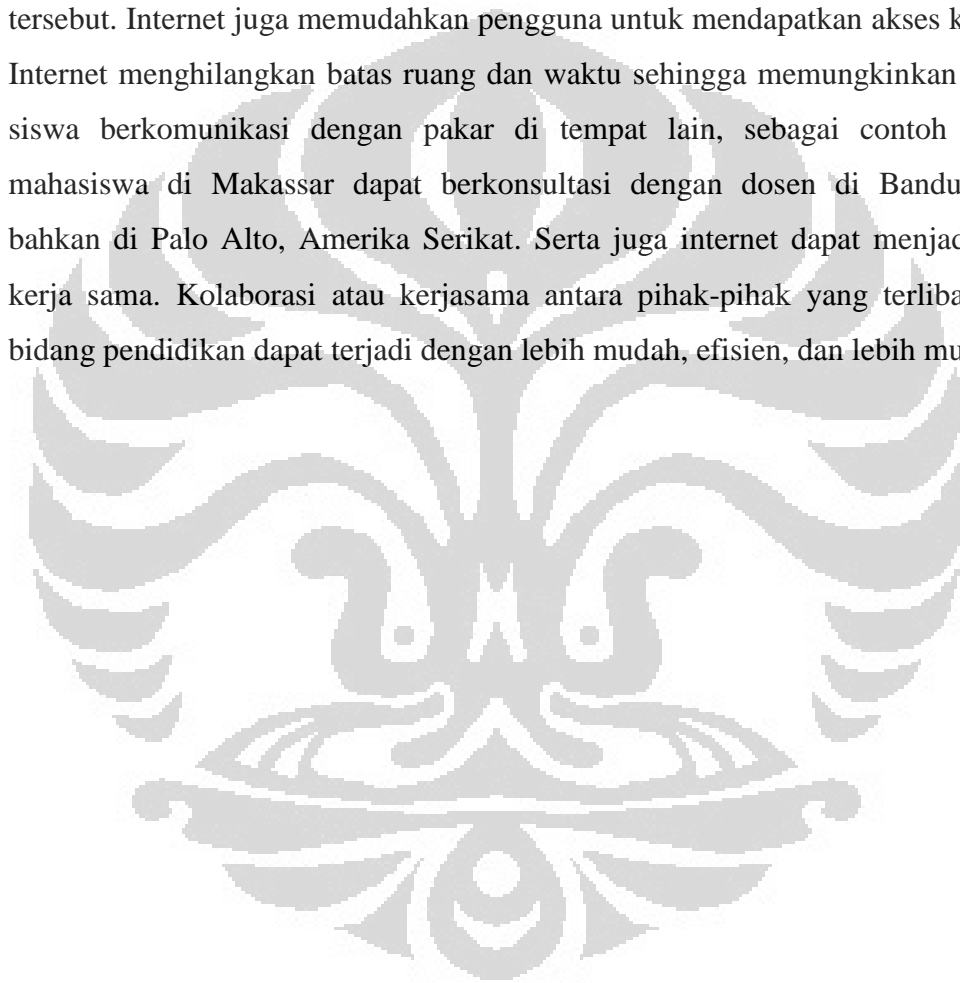 tersebut. Internet juga memudahkan pengguna untuk mendapatkan akses k
Internet menghilangkan batas ruang dan waktu sehingga memungkinkan
siswa berkomunikasi dengan pakar di tempat lain, sebagai contoh
mahasiswa di Makassar dapat berkonsultasi dengan dosen di Bandu
bahkan di Palo Alto, Amerika Serikat. Serta juga internet dapat menjad
kerja sama. Kolaborasi atau kerjasama antara pihak-pihak yang terliba
bidang pendidikan dapat terjadi dengan lebih mudah, efisien, dan lebih mu